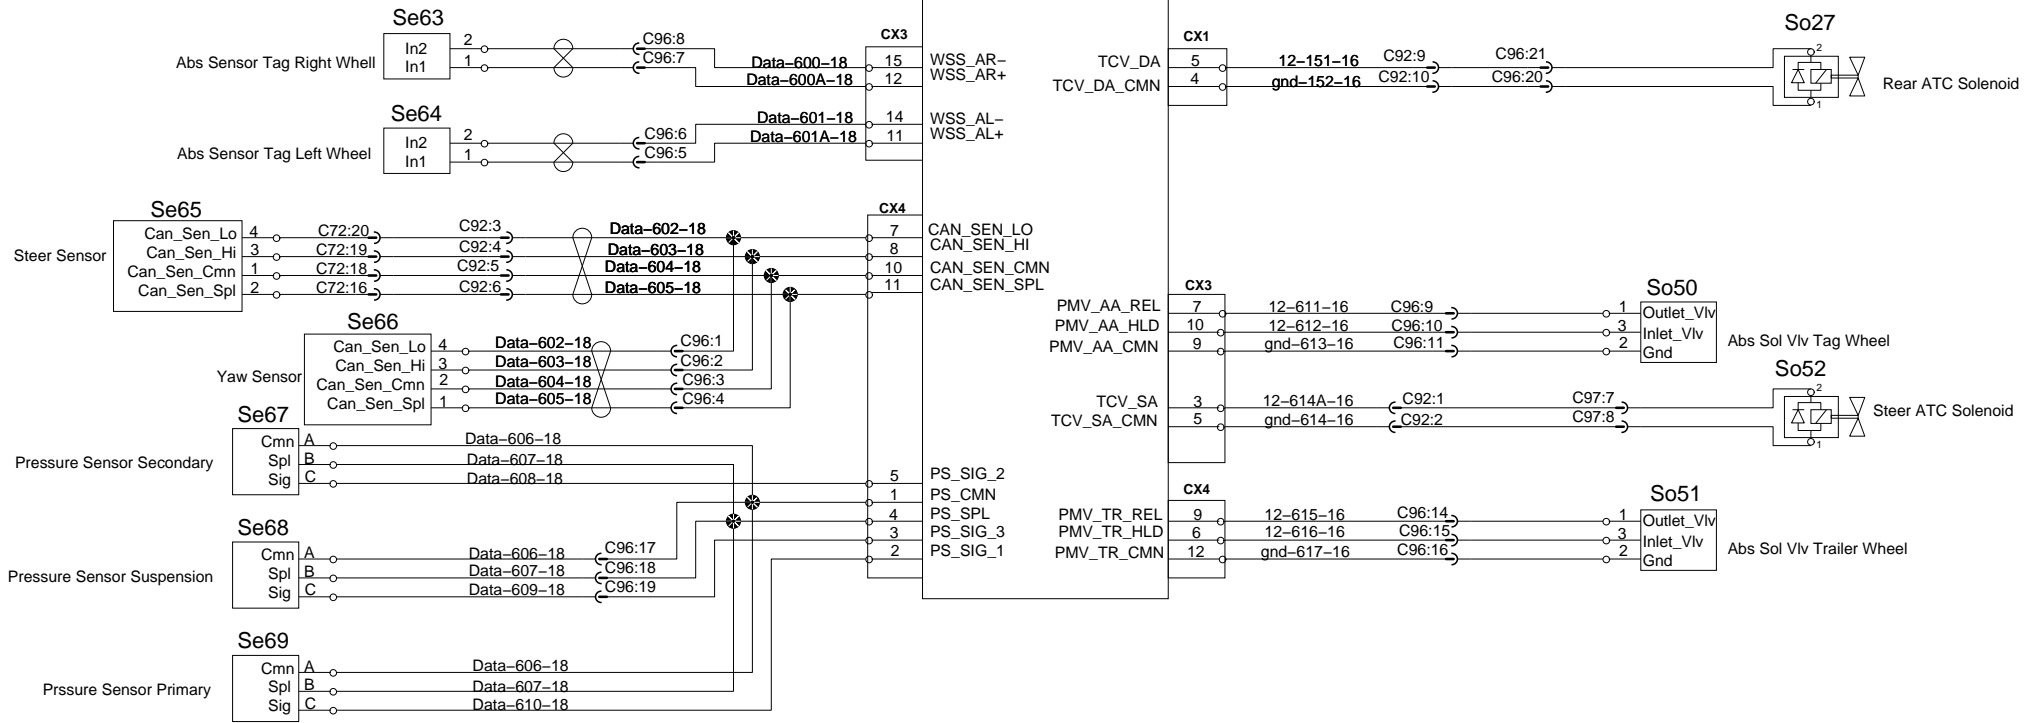 Se63
Abs Sensor Tag Right Whell
In2 2 C96:8
In1 1 C96:7
Se64
Abs Sensor Tag Left Wheel
In2 2 C96:6
In1 1 C96:5
CX3
Data-600-18 15 WSS_AR-
Data-600A-18 12 WSS_AR+
Data-601-18 14 WSS_AL-
Data-601A-18 11 WSS_AL+
Se65
Steer Sensor
Can_Sen_Lo 4 C72:20 C92:3 Data-602-18
Can_Sen_Hi 3 C72:19 C92:4 Data-603-18
Can_Sen_Cmn 1 C72:18 C92:5 Data-604-18
Can_Sen_Spl 2 C72:16 C92:6 Data-605-18
CX4
7 CAN_SEN_LO
8 CAN_SEN_HI
10 CAN_SEN_CMN
11 CAN_SEN_SPL
Se66
Yaw Sensor
Can_Sen_Lo 4 Data-602-18 C96:1
Can_Sen_Hi 3 Data-603-18 C96:2
Can_Sen_Cmn 2 Data-604-18 C96:3
Can_Sen_Spl 1 Data-605-18 C96:4
Se67
Pressure Sensor Secondary
Cmn A Data-606-18
Spl B Data-607-18
Sig C Data-608-18
5 PS_SIG_2
1 PS_CMN
4 PS_SPL
3 PS_SIG_3
2 PS_SIG_1
Se68
Pressure Sensor Suspension
Cmn A Data-606-18 C96:17
Spl B Data-607-18 C96:18
Sig C Data-609-18 C96:19
Se69
Prssure Sensor Primary
Cmn A Data-606-18
Spl B Data-607-18
Sig C Data-610-18
CX1
TCV_DA 5 12-151-16 C92:9 C96:21
TCV_DA_CMN 4 gnd-152-16 C92:10 C96:20
So27
2
1
Rear ATC Solenoid
CX3
PMV_AA_REL 7 12-611-16 C96:9
PMV_AA_HLD 10 12-612-16 C96:10
PMV_AA_CMN 9 gnd-613-16 C96:11
So50
1 Outlet_Vlv
3 Inlet_Vlv
2 Gnd
Abs Sol Vlv Tag Wheel
TCV_SA 3 12-614A-16 C92:1 C97:7
TCV_SA_CMN 5 gnd-614-16 C92:2 C97:8
So52
2
1
Steer ATC Solenoid
CX4
PMV_TR_REL 9 12-615-16 C96:14
PMV_TR_HLD 6 12-616-16 C96:15
PMV_TR_CMN 12 gnd-617-16 C96:16
So51
1 Outlet_Vlv
3 Inlet_Vlv
2 Gnd
Abs Sol Vlv Trailer Wheel